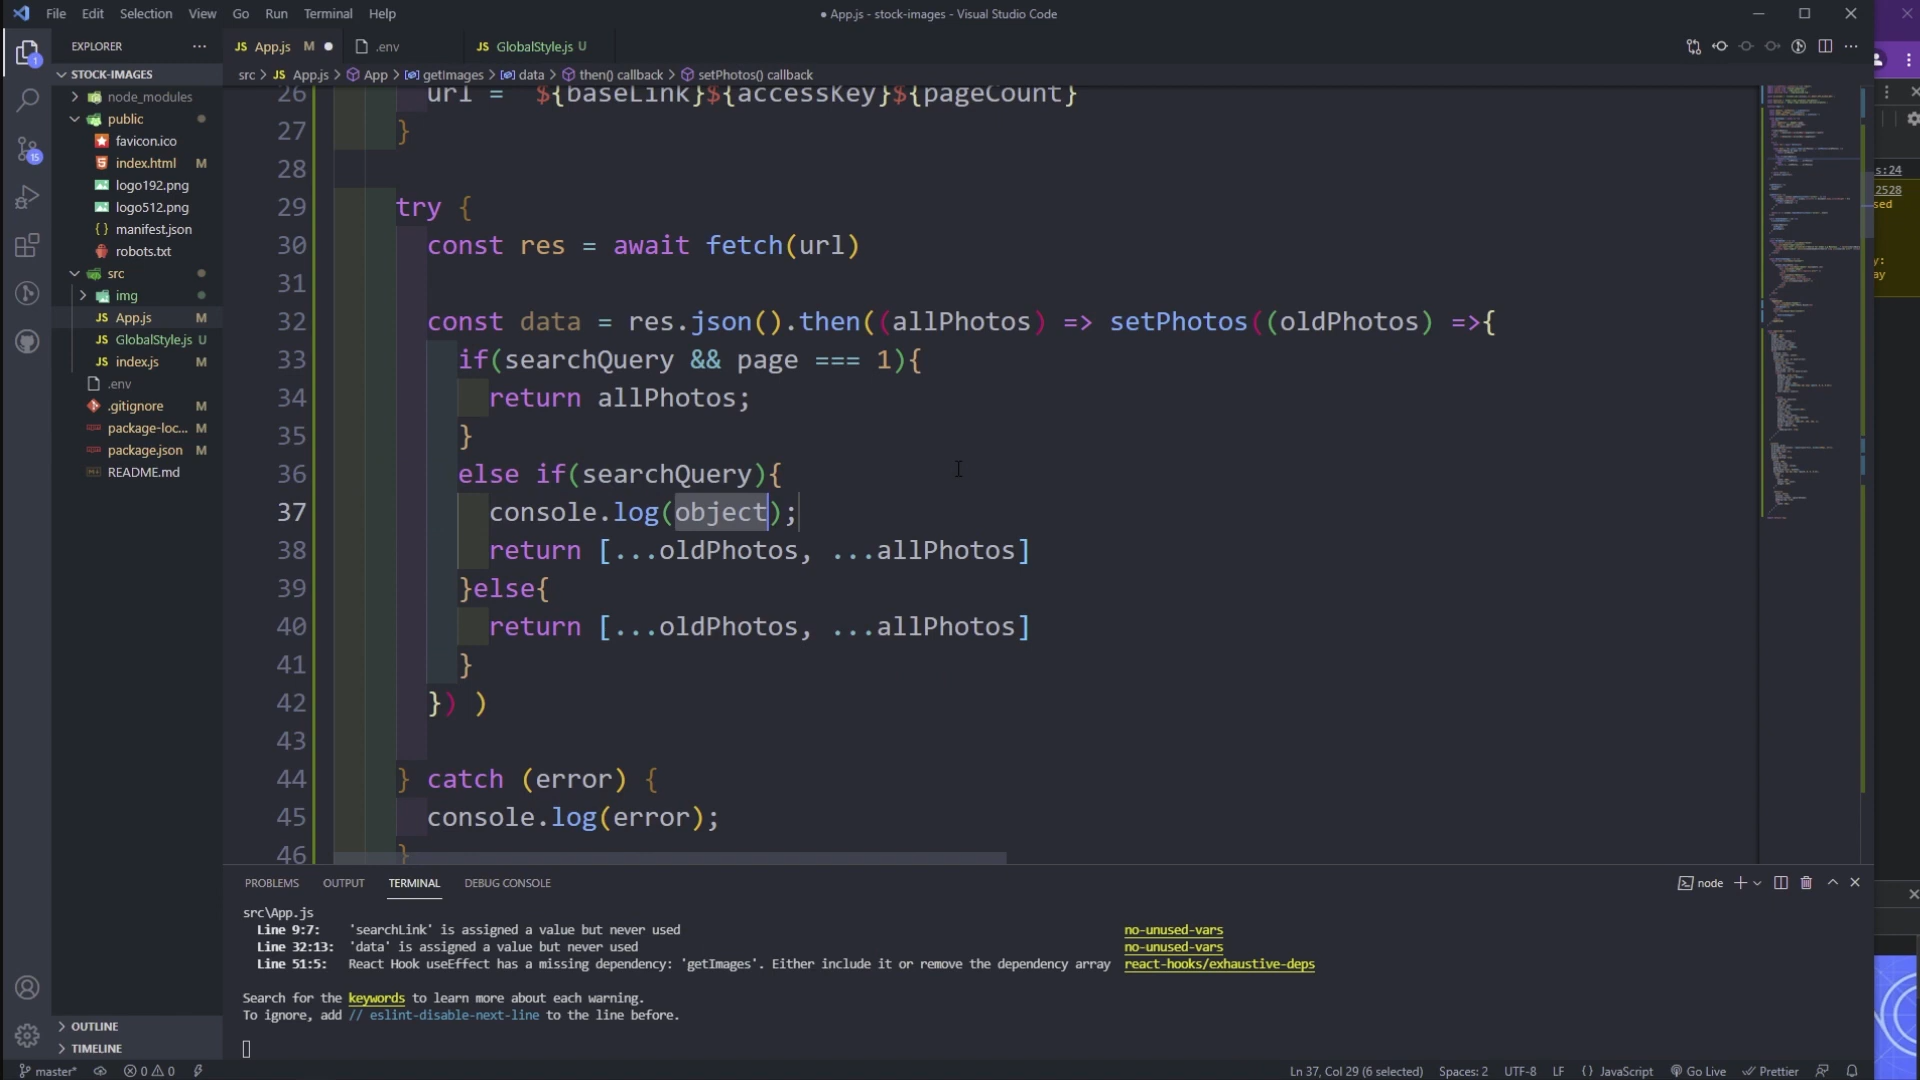 File Edit Selection View Go Run Terminal Help
● App.js - stock-images - Visual Studio Code
EXPLORER
JS App.js M
.env
JS GlobalStyle.js U
STOCK-IMAGES
src > JS App.js > App > getImages > data > then() callback > setPhotos() callback
node_modules
public
favicon.ico
index.html M
logo192.png
logo512.png
manifest.json
robots.txt
src
img
JS App.js M
JS GlobalStyle.js U
JS index.js M
.env
.gitignore M
package-loc... M
package.json M
README.md
OUTLINE
TIMELINE
1
15
26 url = `${baseLink}${accessKey}${pageCount}
27 }
28
29 try {
30 const res = await fetch(url)
31
32 const data = res.json().then((allPhotos) => setPhotos((oldPhotos) =>{
33 if(searchQuery && page === 1){
34 return allPhotos;
35 }
36 else if(searchQuery){
37 console.log(object);
38 return [...oldPhotos, ...allPhotos]
39 }else{
40 return [...oldPhotos, ...allPhotos]
41 }
42 }) )
43
44 } catch (error) {
45 console.log(error);
46 }
s:24
2528
sed
y:
ay
PROBLEMS OUTPUT TERMINAL DEBUG CONSOLE
node
src\App.js
Line 9:7: 'searchLink' is assigned a value but never used no-unused-vars
Line 32:13: 'data' is assigned a value but never used no-unused-vars
Line 51:5: React Hook useEffect has a missing dependency: 'getImages'. Either include it or remove the dependency array react-hooks/exhaustive-deps
Search for the keywords to learn more about each warning.
To ignore, add // eslint-disable-next-line to the line before.
master* 0 0 Ln 37, Col 29 (6 selected) Spaces: 2 UTF-8 LF {} JavaScript Go Live Prettier